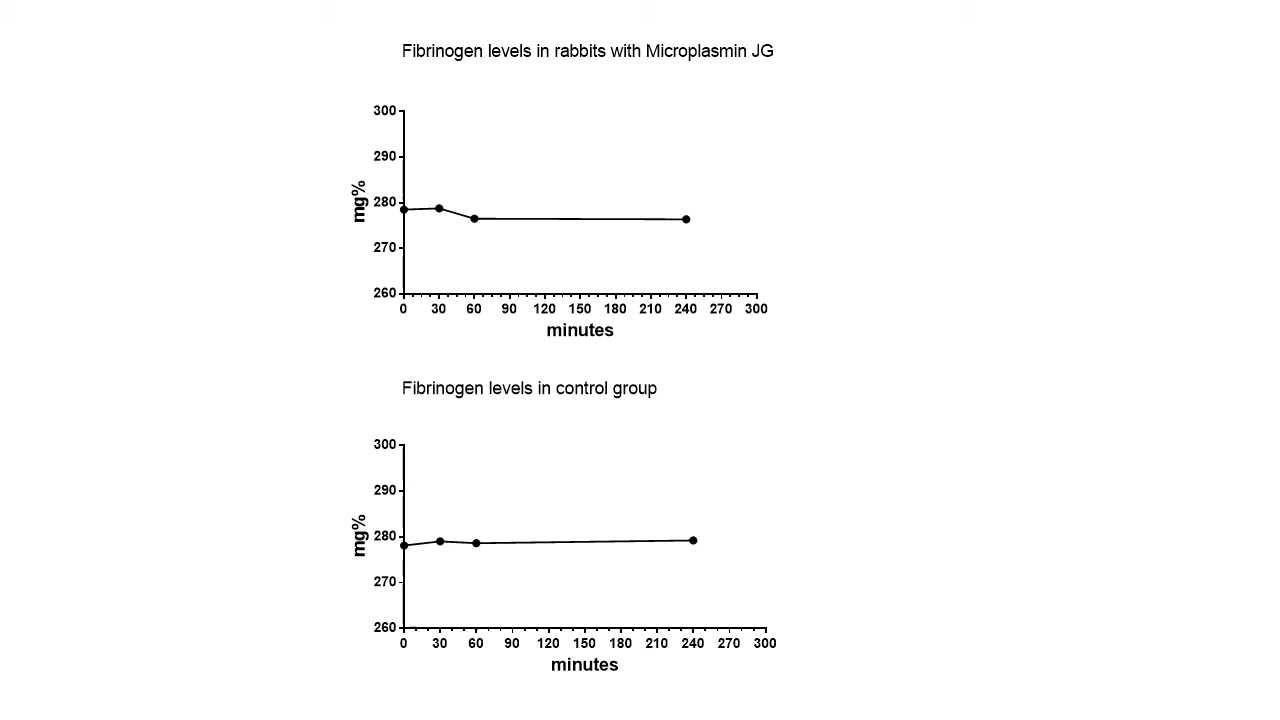 Fibrinogen levels in rabbits with Microplasmin JG
300
290
280
270
260
mg%
0 30 60 90 120 150 180 210 240 270 300
minutes
Fibrinogen levels in control group
300
290
280
270
260
mg%
0 30 60 90 120 150 180 210 240 270 300
minutes